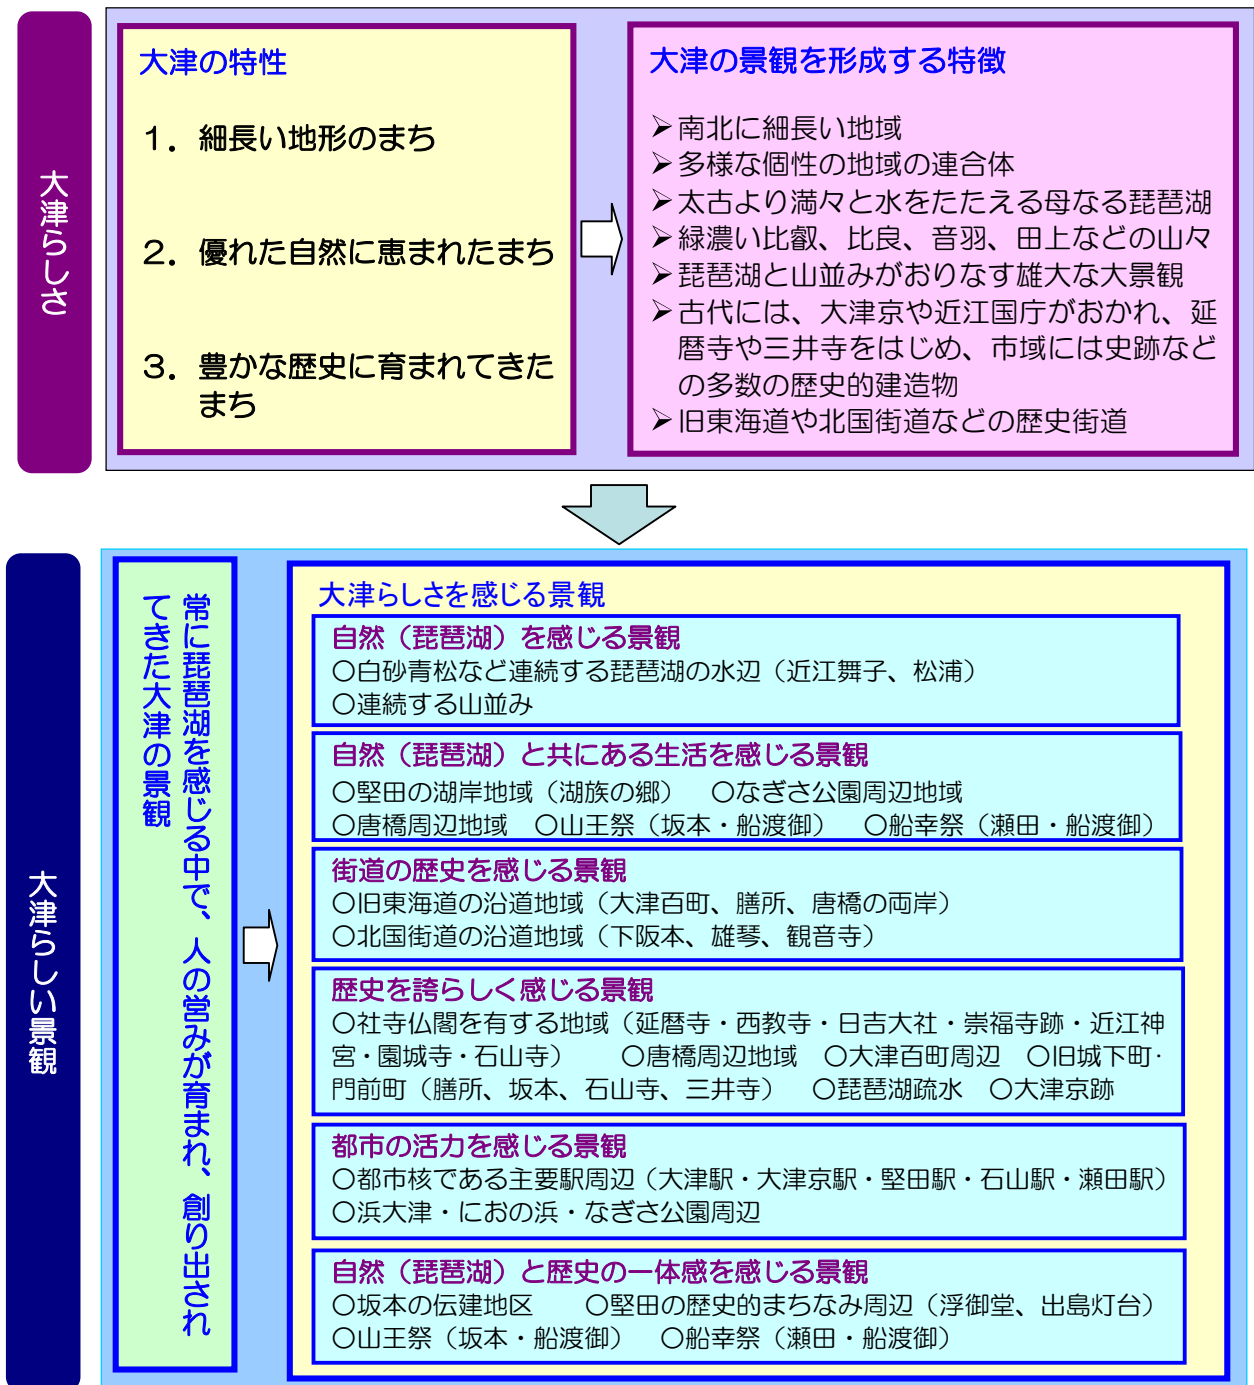 大津らしさ
大津の特性
１．細長い地形のまち
２．優れた自然に恵まれたまち
３．豊かな歴史に育まれてきた
まち
大津の景観を形成する特徴
➢南北に細長い地域
➢多様な個性の地域の連合体
➢太古より満々と水をたたえる母なる琵琶湖
➢緑濃い比叡、比良、音羽、田上などの山々
➢琵琶湖と山並みがおりなす雄大な大景観
➢古代には、大津京や近江国庁がおかれ、延
暦寺や三井寺をはじめ、市域には史跡など
の多数の歴史的建造物
➢旧東海道や北国街道などの歴史街道
大津らしい景観
常に琵琶湖を感じる中で、人の営みが育まれ、創り出され
てきた大津の景観
大津らしさを感じる景観
自然（琵琶湖）を感じる景観
○白砂青松など連続する琵琶湖の水辺（近江舞子、松浦）
○連続する山並み
自然（琵琶湖）と共にある生活を感じる景観
○堅田の湖岸地域（湖族の郷）　○なぎさ公園周辺地域
○唐橋周辺地域　○山王祭（坂本・船渡御）　○船幸祭（瀬田・船渡御）
街道の歴史を感じる景観
○旧東海道の沿道地域（大津百町、膳所、唐橋の両岸）
○北国街道の沿道地域（下阪本、雄琴、観音寺）
歴史を誇らしく感じる景観
○社寺仏閣を有する地域（延暦寺・西教寺・日吉大社・崇福寺跡・近江神
宮・園城寺・石山寺）　　○唐橋周辺地域　○大津百町周辺　○旧城下町・
門前町（膳所、坂本、石山寺、三井寺）　○琵琶湖疏水　○大津京跡
都市の活力を感じる景観
○都市核である主要駅周辺（大津駅・大津京駅・堅田駅・石山駅・瀬田駅）
○浜大津・におの浜・なぎさ公園周辺
自然（琵琶湖）と歴史の一体感を感じる景観
○坂本の伝建地区　　○堅田の歴史的まちなみ周辺（浮御堂、出島灯台）
○山王祭（坂本・船渡御）　○船幸祭（瀬田・船渡御）